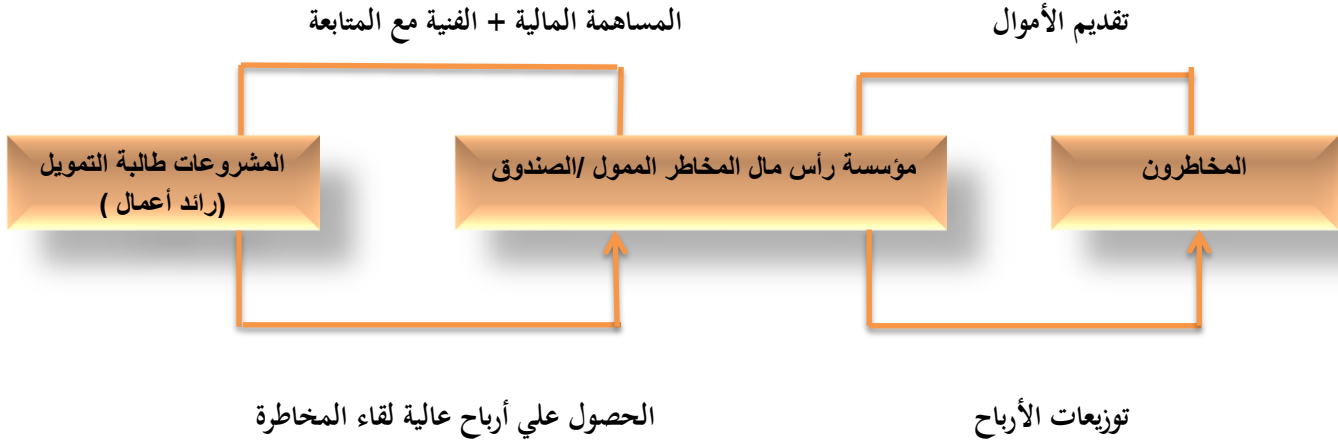 تقديم الأموال
المساهمة المالية + الفنية مع المتابعة
المخاطرون
مؤسسة رأس مال المخاطر الممول /الصندوق
المشروعات طالبة التمويل
(رائد أعمال )
توزيعات الأرباح
الحصول علي أرباح عالية لقاء المخاطرة